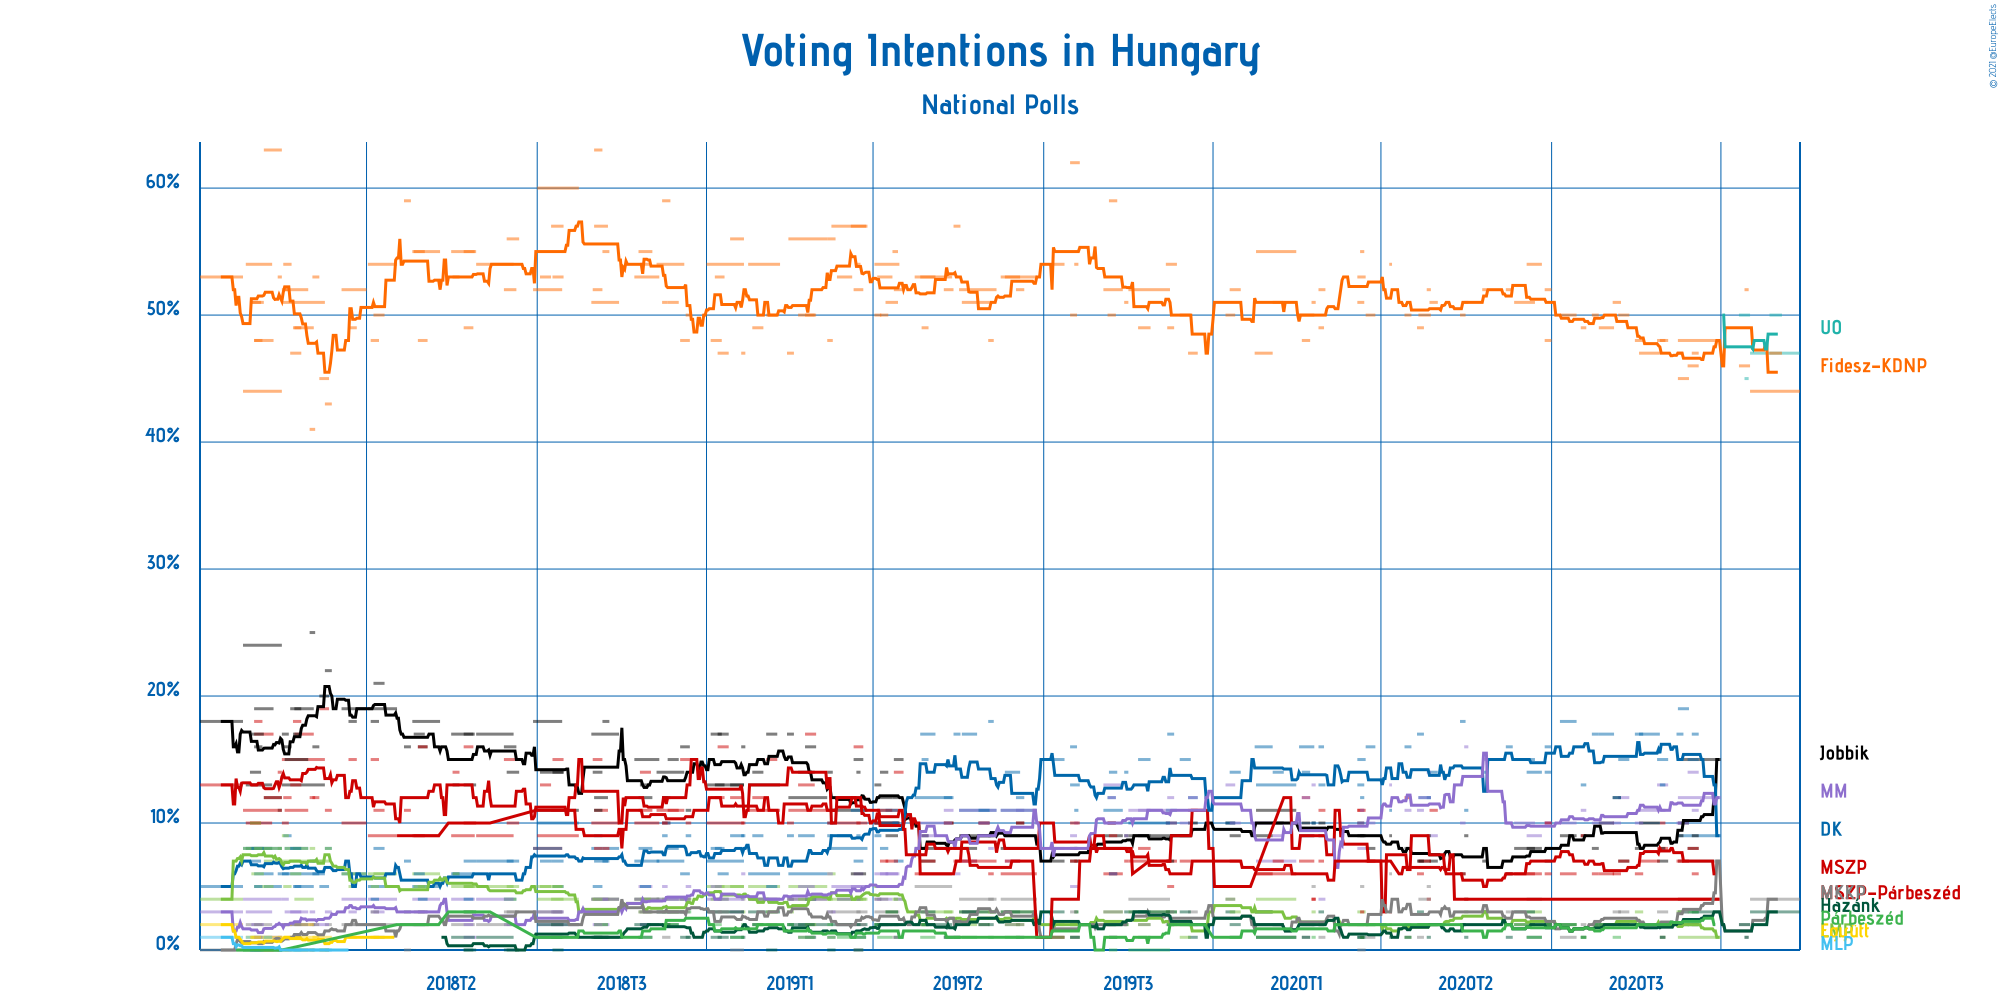 © 2021 @EuropeElects
Voting Intentions in Hungary
National Polls
60%
50%
40%
30%
20%
10%
0%
UO
Fidesz-KDNP
Jobbik
MM
DK
MSZP
MSZP-Párbeszéd
Hazánk
Párbeszéd
Együtt
MLP
2018T2
2018T3
2019T1
2019T2
2019T3
2020T1
2020T2
2020T3